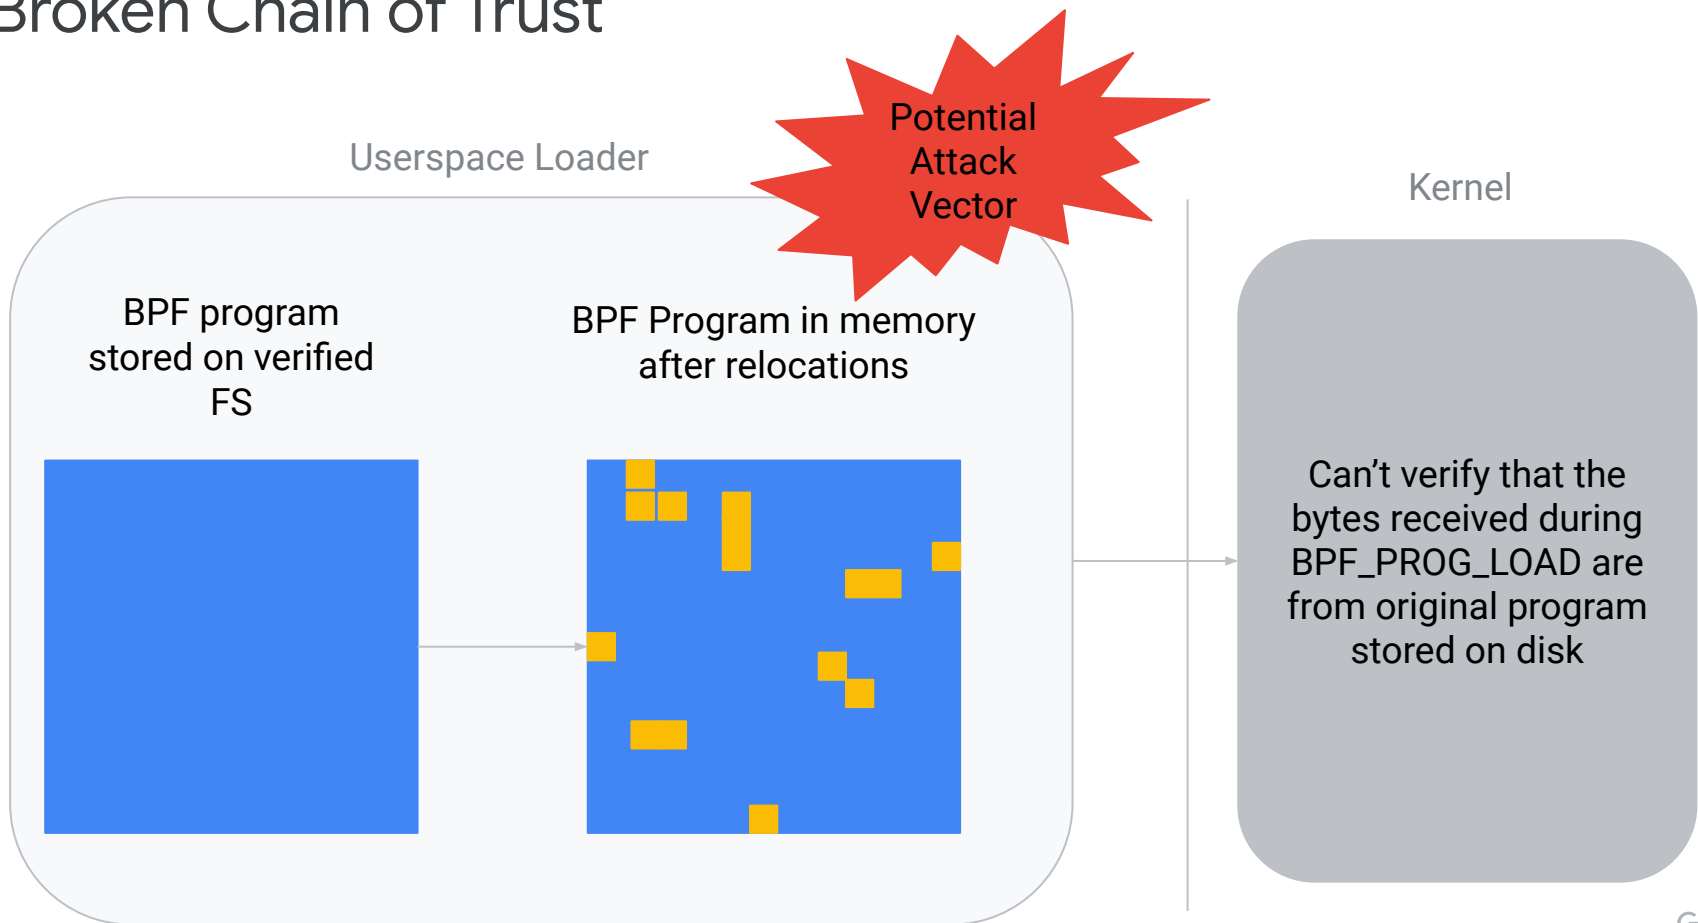 Broken Chain of Trust
Userspace Loader
Potential
Attack
Vector
Kernel
BPF program
stored on verified
FS
BPF Program in memory
after relocations
Can't verify that the
bytes received during
BPF_PROG_LOAD are
from original program
stored on disk